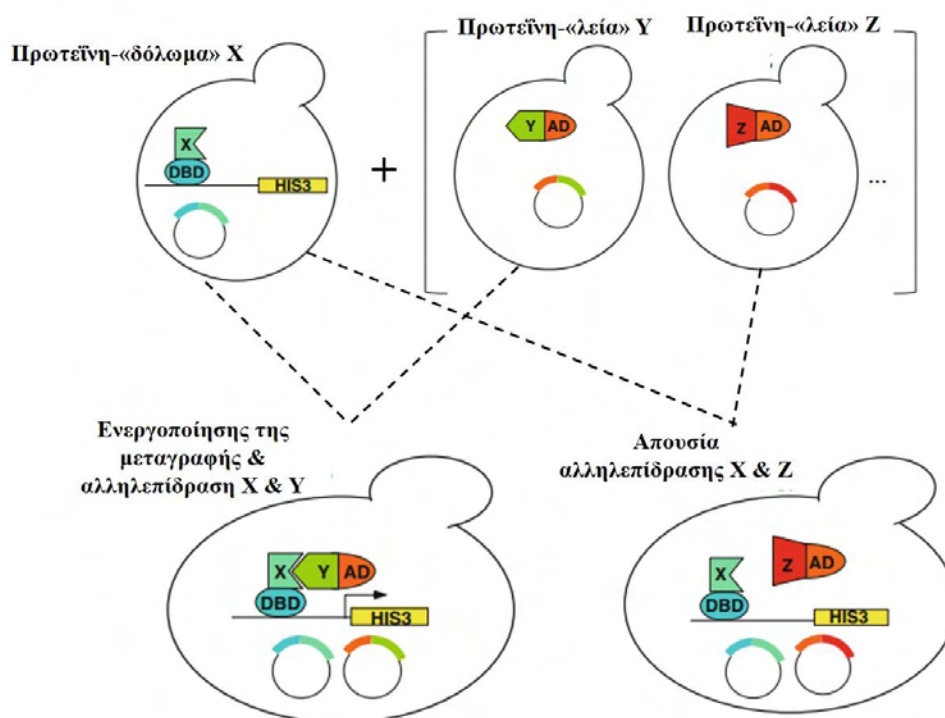 Πρωτεΐνη-«δόλωμα» X
Πρωτεΐνη-«λεία» Y
Πρωτεΐνη-«λεία» Z
X
DBD
HIS3
+
Y AD
Z AD
...
Ενεργοποίησης της
μεταγραφής &
αλληλεπίδραση X & Y
Απουσία
αλληλεπίδρασης X & Z
X Y AD
DBD
HIS3
Z AD
X
DBD
HIS3